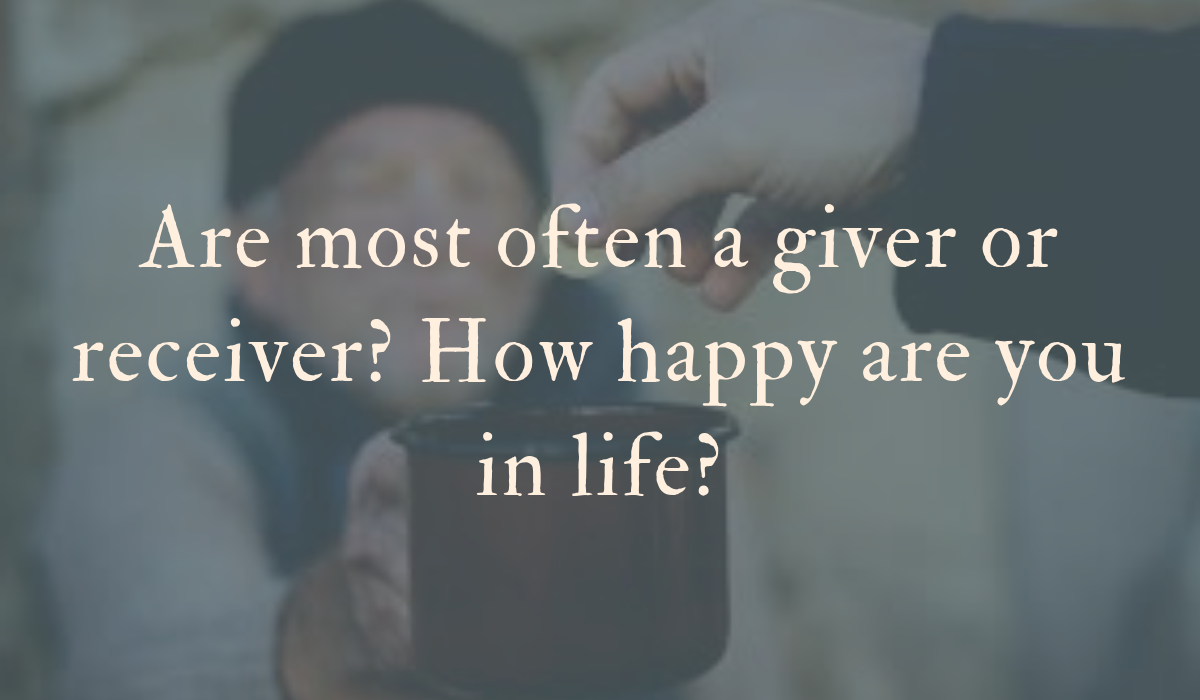 Are most often a giver or
receiver? How happy are you
in life?